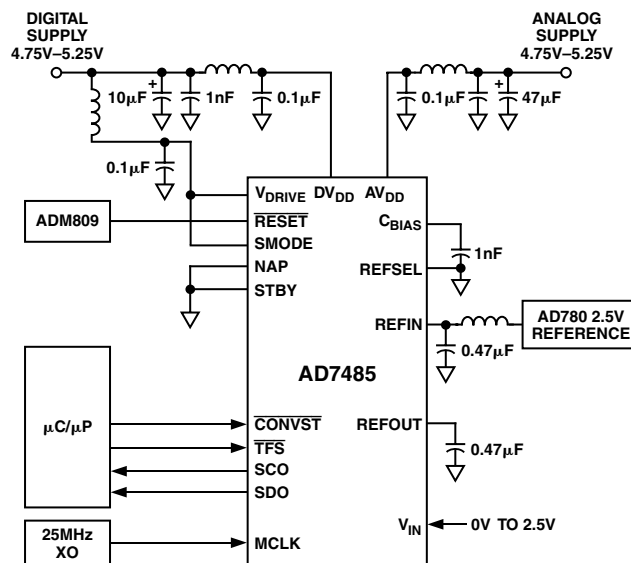 DIGITAL
SUPPLY
4.75V–5.25V
ANALOG
SUPPLY
4.75V–5.25V
10μF
+
1nF
0.1μF
0.1μF
+
47μF
0.1μF
VDRIVE
DVDD
AVDD
ADM809
RESET
CBIAS
SMODE
1nF
NAP
REFSEL
STBY
REFIN
AD780 2.5V
REFERENCE
0.47μF
AD7485
μC/μP
CONVST
REFOUT
TFS
0.47μF
SCO
SDO
VIN
0V TO 2.5V
25MHz
XO
MCLK